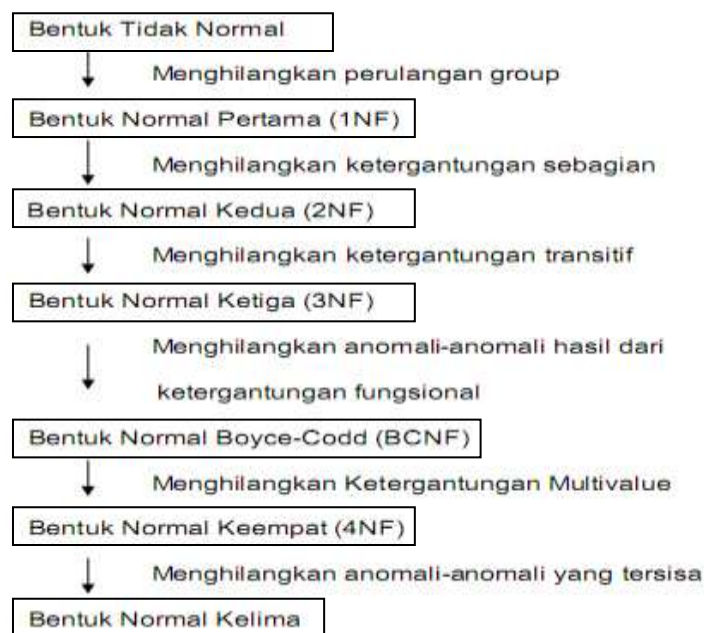 Bentuk Tidak Normal
Menghilangkan perulangan group
Bentuk Normal Pertama (1NF)
Menghilangkan ketergantungan sebagian
Bentuk Normal Kedua (2NF)
Menghilangkan ketergantungan transitif
Bentuk Normal Ketiga (3NF)
Menghilangkan anomali-anomali hasil dari
ketergantungan fungsional
Bentuk Normal Boyce-Codd (BCNF)
Menghilangkan Ketergantungan Multivalue
Bentuk Normal Keempat (4NF)
Menghilangkan anomali-anomali yang tersisa
Bentuk Normal Kelima